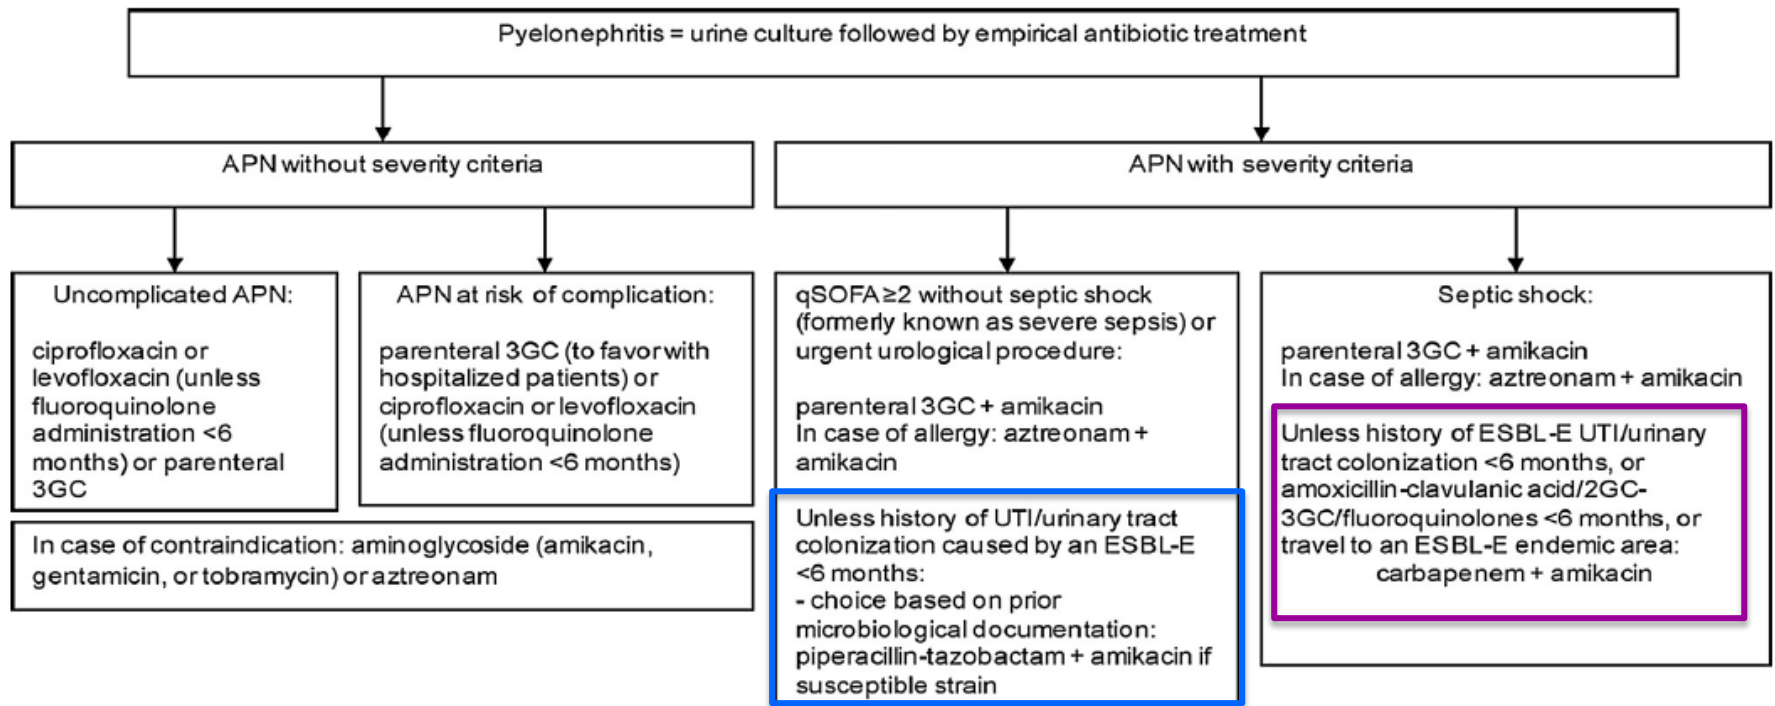 Pyelonephritis = urine culture followed by empirical antibiotic treatment
APN without severity criteria
APN with severity criteria
Uncomplicated APN:
ciprofloxacin or
levofloxacin (unless
fluoroquinolone
administration <6
months) or parenteral
3GC
APN at risk of complication:
parenteral 3GC (to favor with
hospitalized patients) or
ciprofloxacin or levofloxacin
(unless fluoroquinolone
administration <6 months)
In case of contraindication: aminoglycoside (amikacin,
gentamicin, or tobramycin) or aztreonam
qSOFA ≥2 without septic shock
(formerly known as severe sepsis) or
urgent urological procedure:
parenteral 3GC + amikacin
In case of allergy: aztreonam +
amikacin
Unless history of UTI/urinary tract
colonization caused by an ESBL-E
<6 months:
- choice based on prior
microbiological documentation:
piperacillin-tazobactam + amikacin if
susceptible strain
Septic shock:
parenteral 3GC + amikacin
In case of allergy: aztreonam + amikacin
Unless history of ESBL-E UTI/urinary
tract colonization <6 months, or
amoxicillin-clavulanic acid/2GC-
3GC/fluoroquinolones <6 months, or
travel to an ESBL-E endemic area:
carbapenem + amikacin